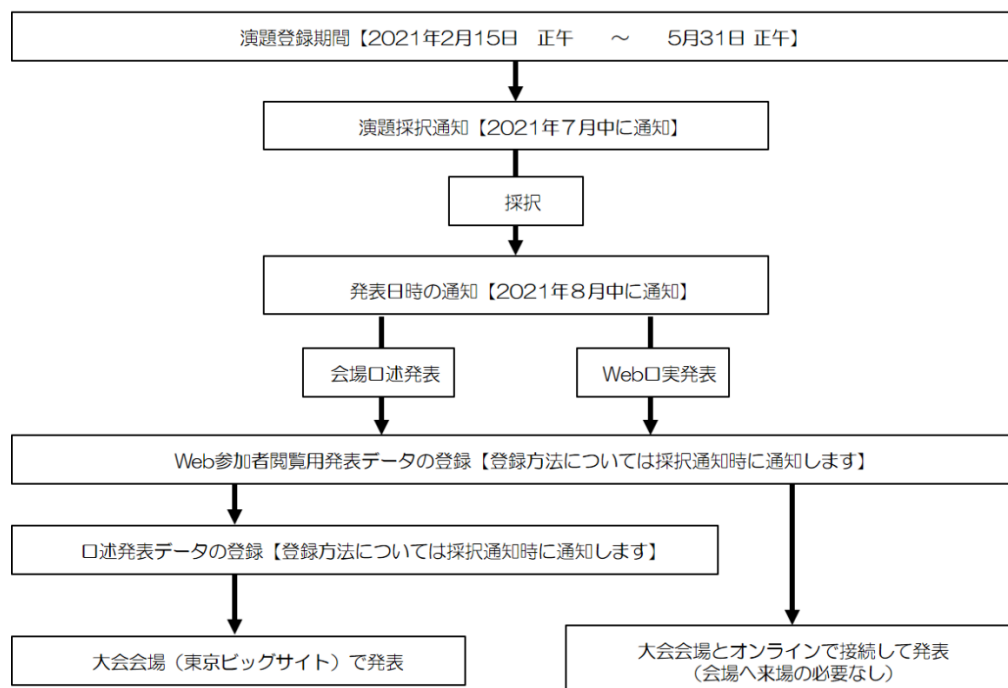 演題登録期間【2021年2月15日　正午　　～　　5月31日 正午】
演題採択通知【2021年７月中に通知】
採択
発表日時の通知【2021年８月中に通知】
会場口述発表
Web口実発表
Web参加者閲覧用発表データの登録【登録方法については採択通知時に通知します】
口述発表データの登録【登録方法については採択通知時に通知します】
大会会場（東京ビッグサイト）で発表
大会会場とオンラインで接続して発表
（会場へ来場の必要なし）